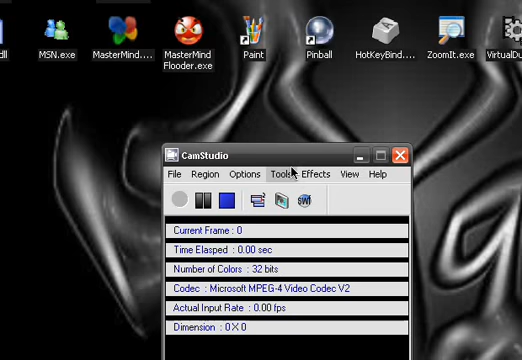 dll
MSN.exe
MasterMind....
MasterMind
Flooder.exe
Paint
Pinball
HotKeyBind....
ZoomIt.exe
VirtualDu
CamStudio
File Region Options Tools Effects View Help
SWF
Current Frame : 0
Time Elasped : 0.00 sec
Number of Colors : 32 bits
Codec : Microsoft MPEG-4 Video Codec V2
Actual Input Rate : 0.00 fps
Dimension : 0 X 0